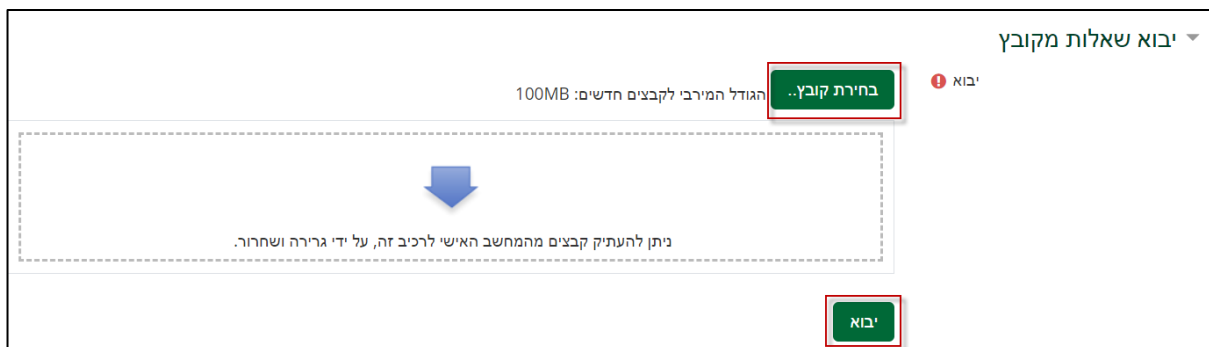 יבוא שאלות מקובץ
יבוא
בחירת קובץ..
הגודל המירבי לקבצים חדשים: 100MB
ניתן להעתיק קבצים מהמחשב האישי לרכיב זה, על ידי גרירה ושחרור.
יבוא